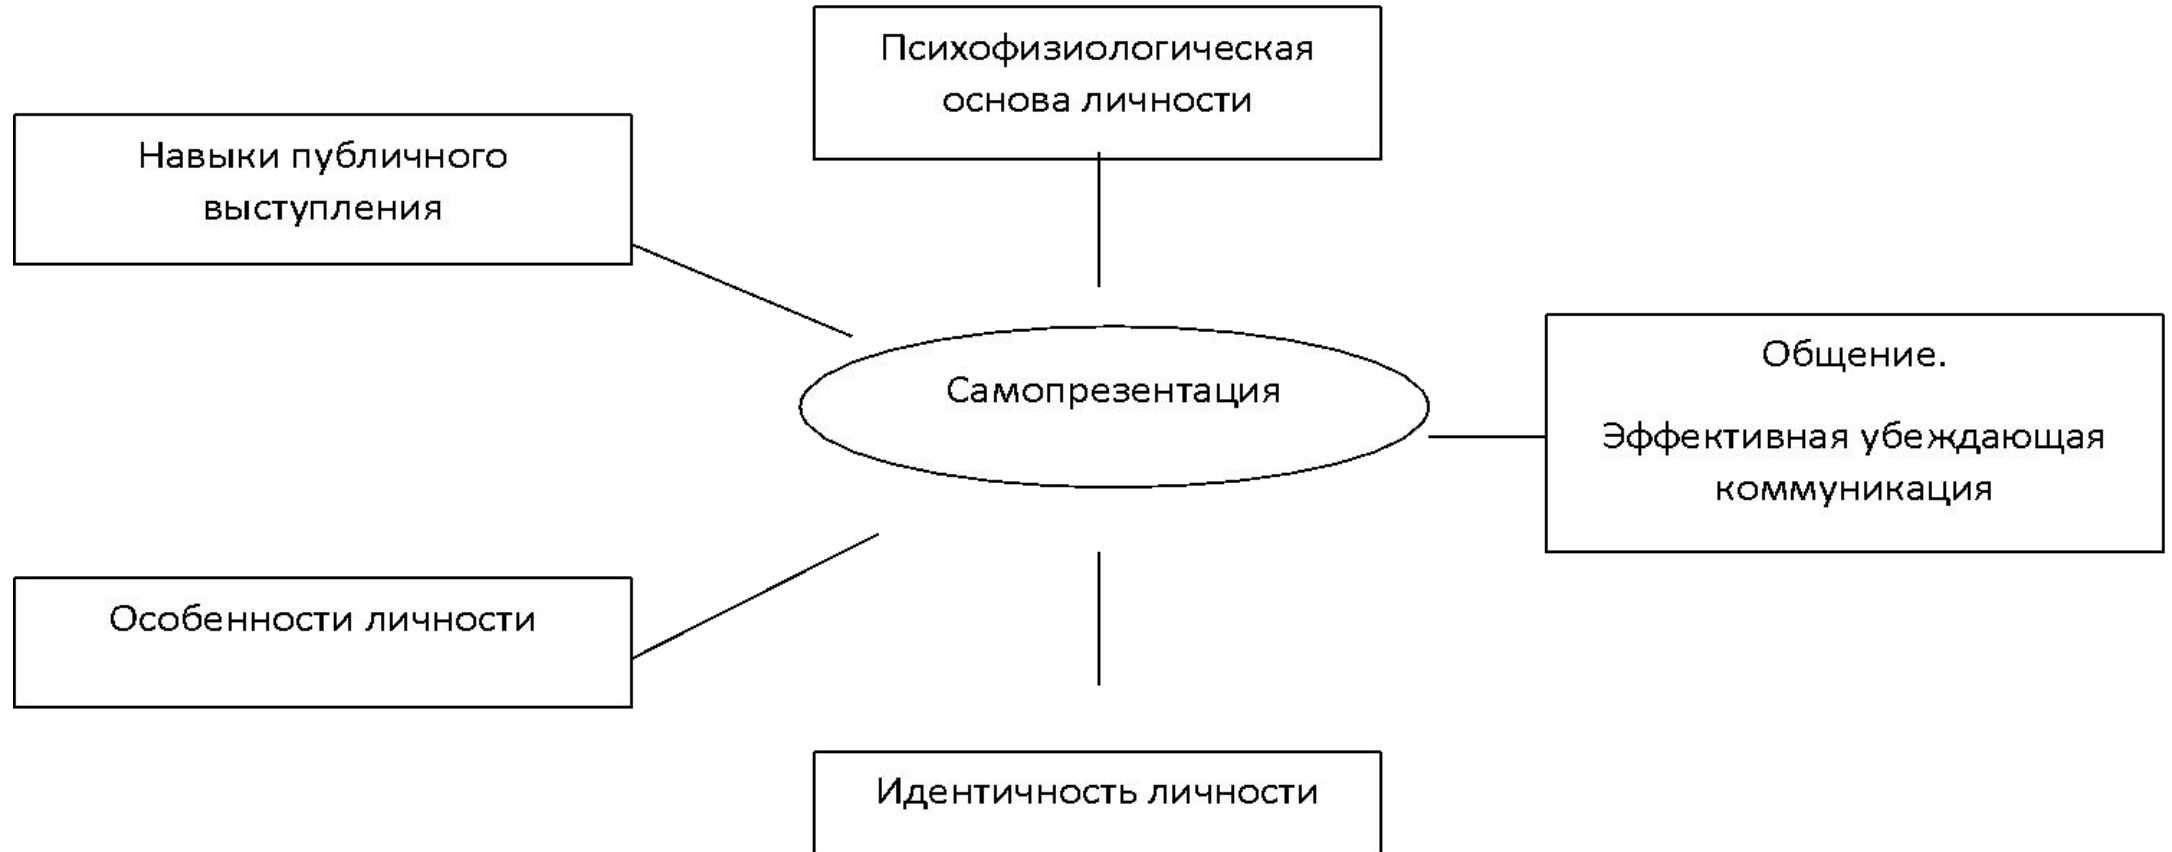 Психофизиологическая
основа личности
Навыки публичного
выступления
Общение.
Эффективная убеждающая
коммуникация
Самопрезентация
Особенности личности
Идентичность личности